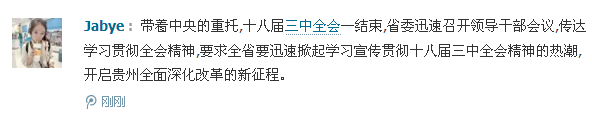 Jabye：带着中央的重托,十八届三中全会一结束,省委迅速召开领导干部会议,传达
学习贯彻全会精神,要求全省要迅速掀起学习宣传贯彻十八届三中全会精神的热潮,
开启贵州全面深化改革的新征程。
刚刚